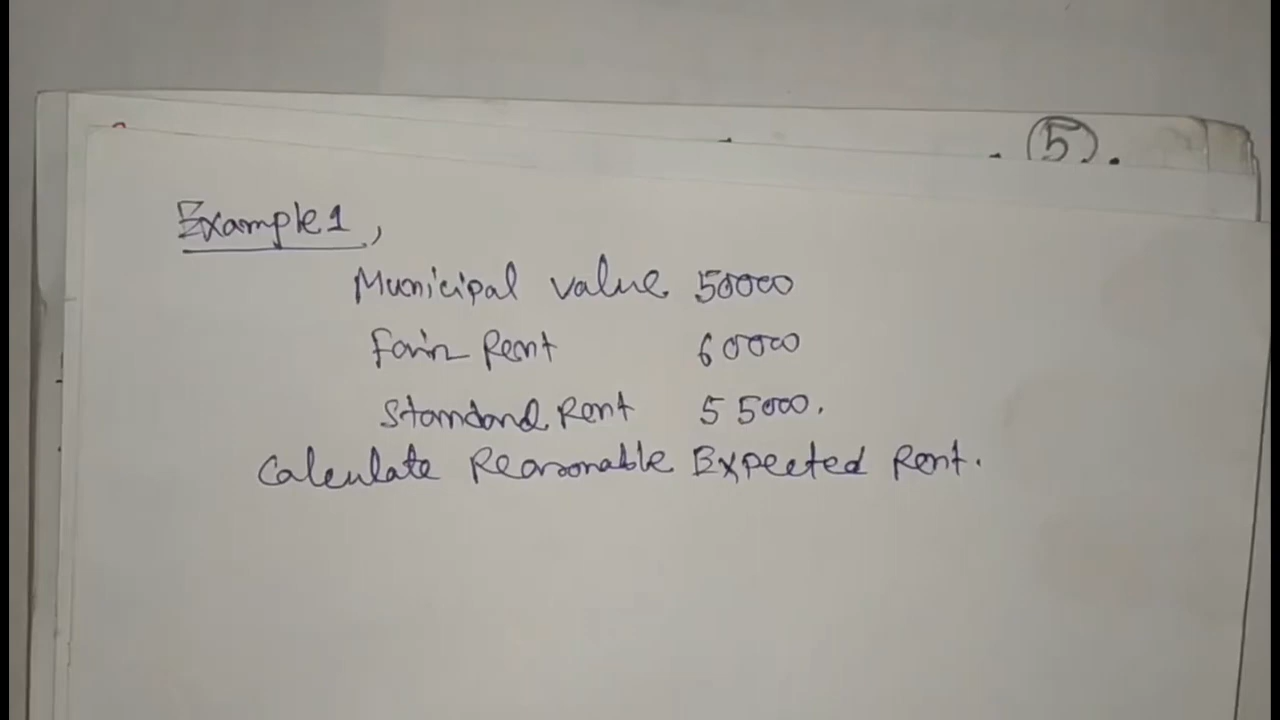 5
Example 1,
Municipal value 50000
Fair Rent 60000
Standard Rent 55000.
Calculate Reasonable Expected Rent.